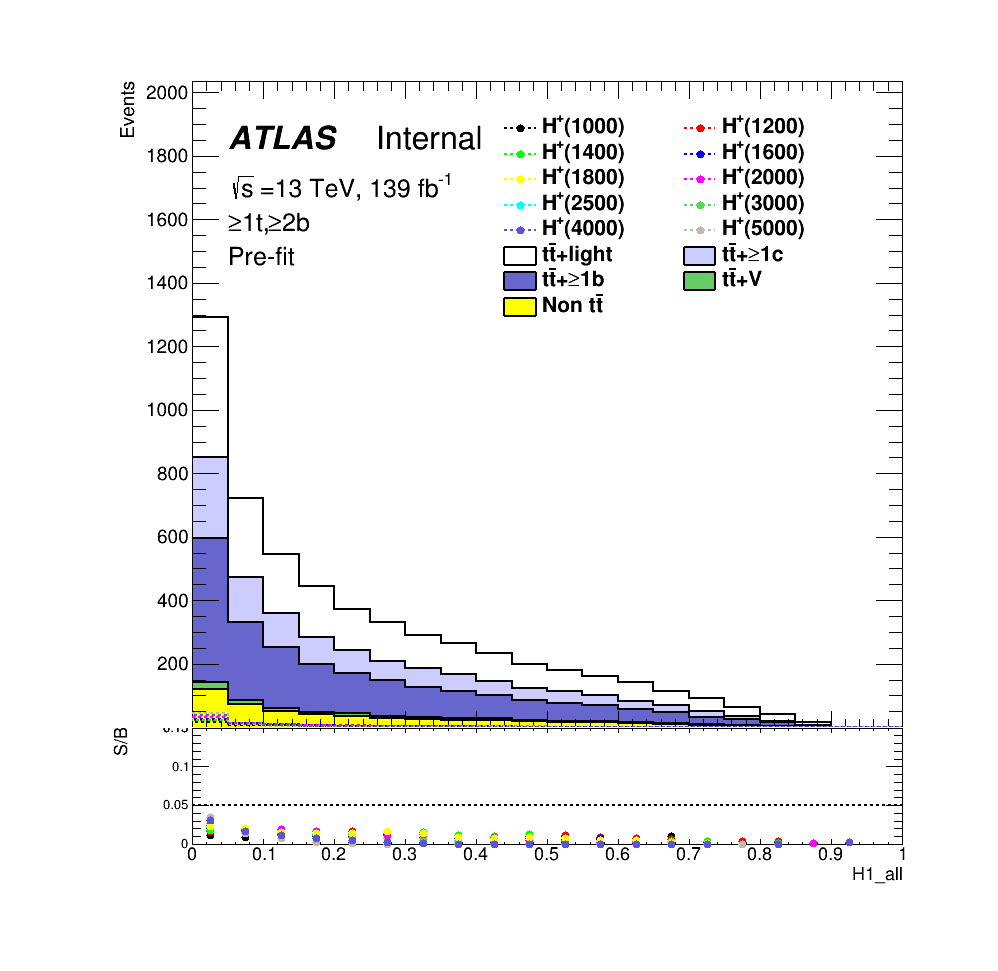 Events
2000
1800
1600
1400
1200
1000
800
600
400
200
ATLAS Internal
√s =13 TeV, 139 fb⁻¹
≥1t,≥2b
Pre-fit
H⁺(1000) H⁺(1200)
H⁺(1400) H⁺(1600)
H⁺(1800) H⁺(2000)
H⁺(2500) H⁺(3000)
H⁺(4000) H⁺(5000)
tt̄+light tt̄+≥1c
tt̄+≥1b tt̄+V
Non tt̄
S/B
0.15
0.1
0.05
0
0 0.1 0.2 0.3 0.4 0.5 0.6 0.7 0.8 0.9 1
H1_all